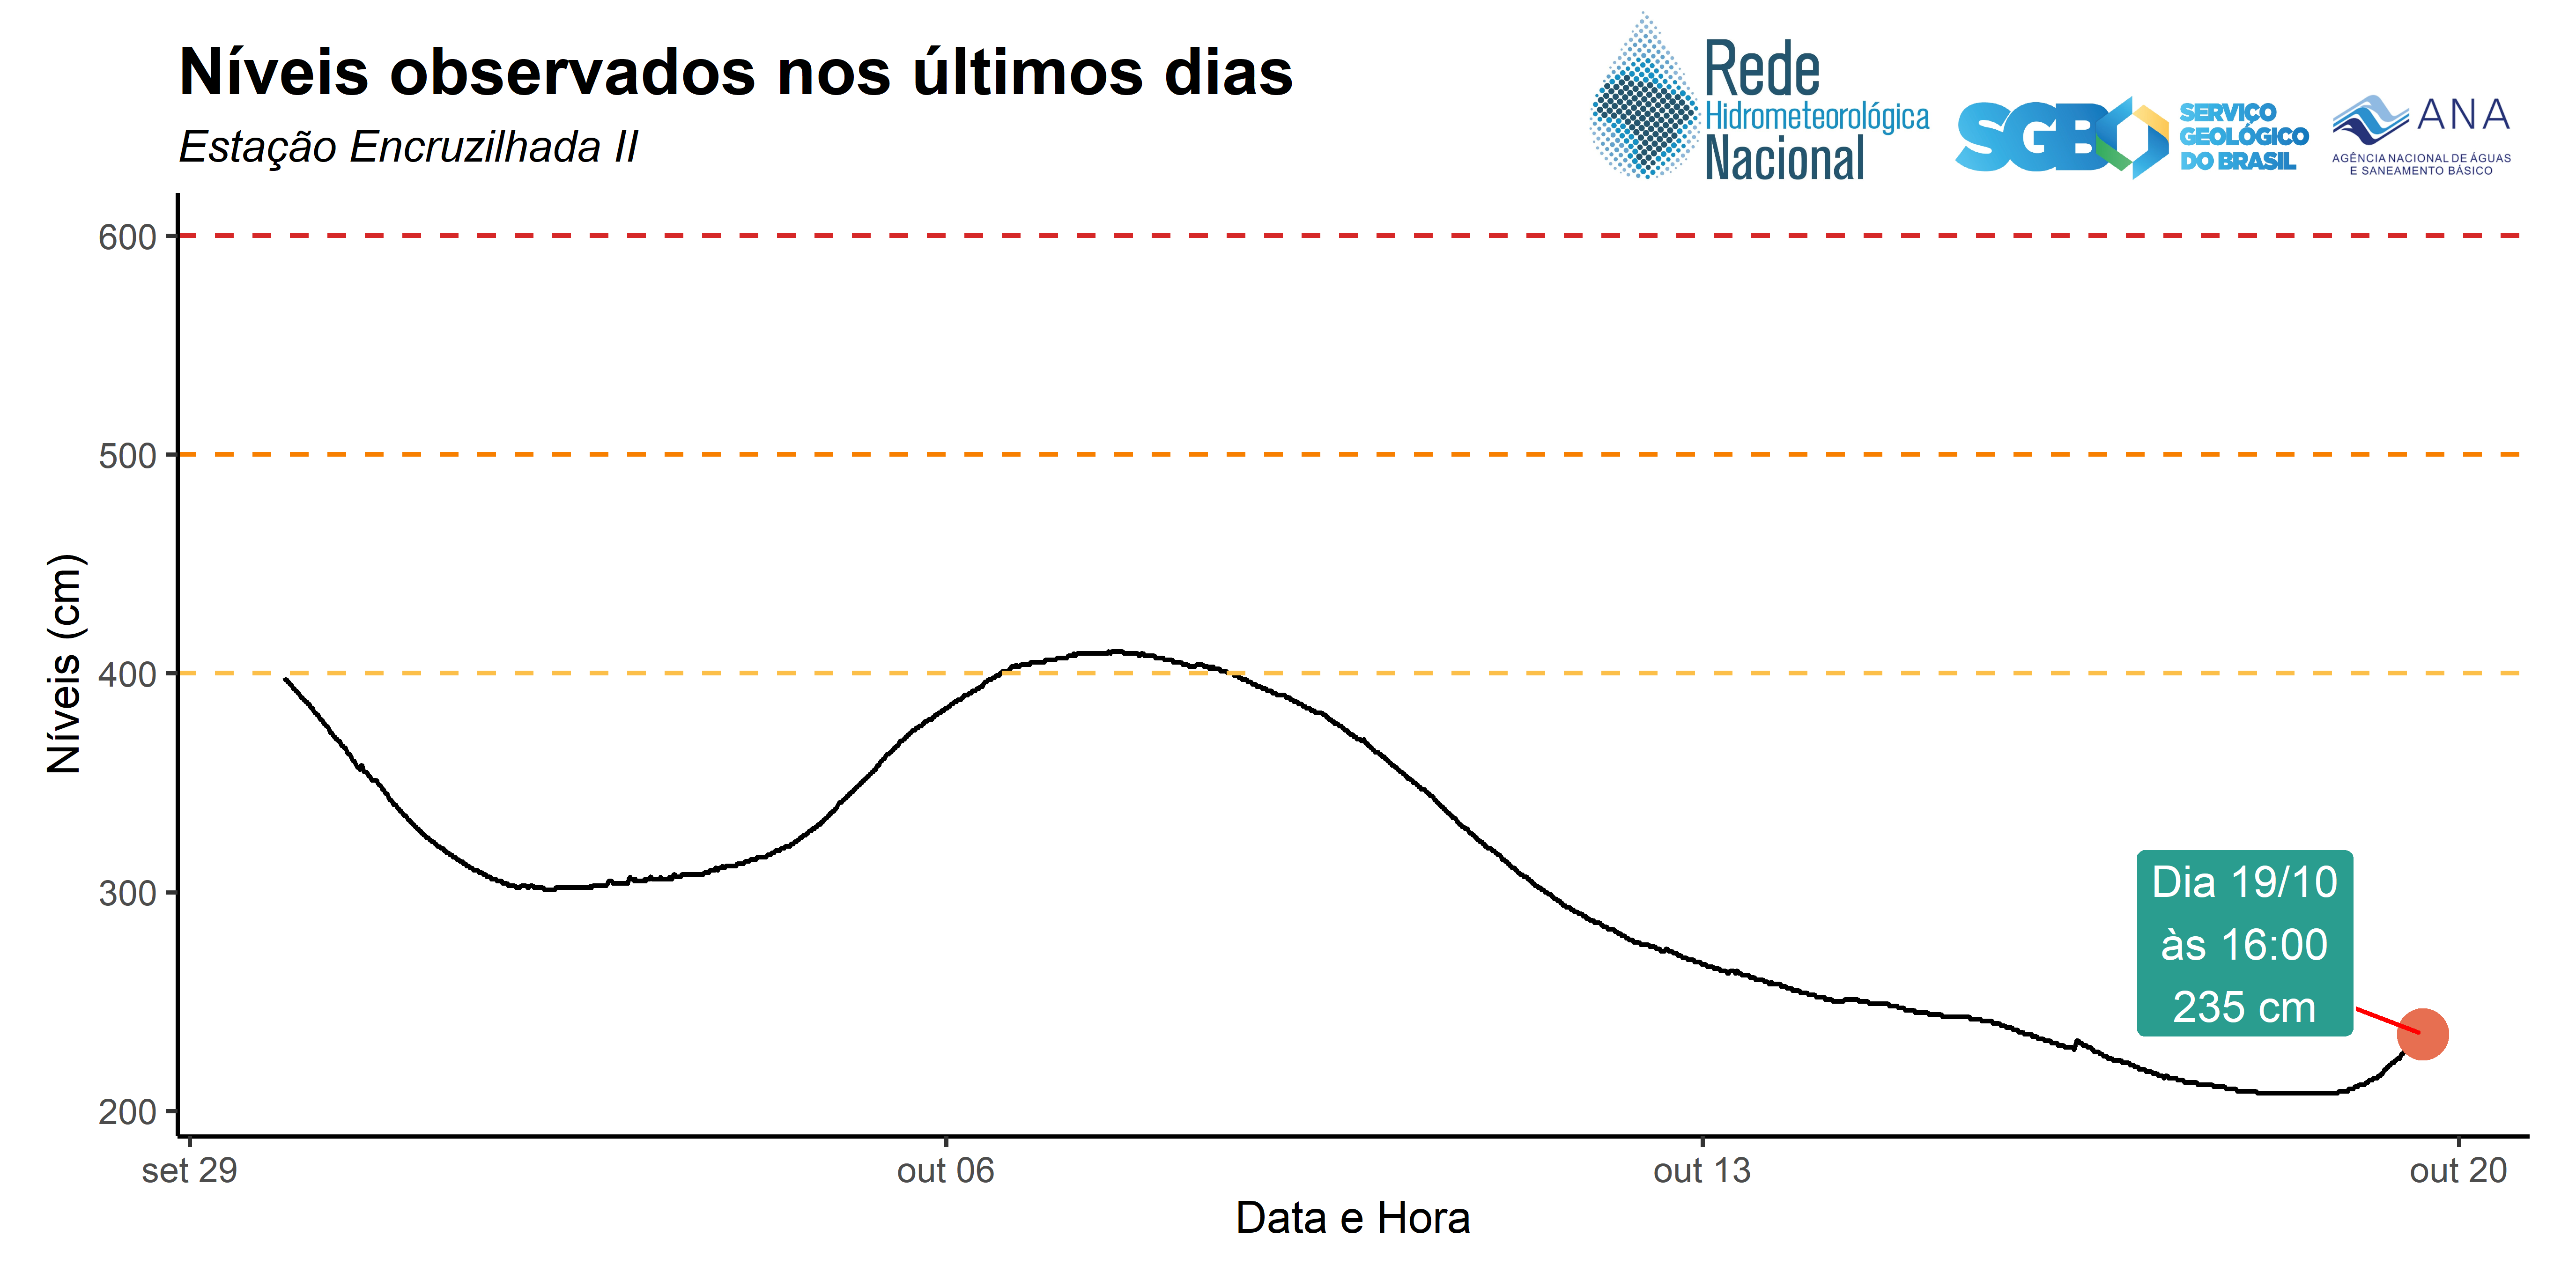 Níveis observados nos últimos dias
Estação Encruzilhada II
Rede
Hidrometeorológica
Nacional
SGB
SERVIÇO
GEOLÓGICO
DO BRASIL
ANA
AGÊNCIA NACIONAL DE ÁGUAS
E SANEAMENTO BÁSICO
Níveis (cm)
600
500
400
300
200
Dia 19/10
às 16:00
235 cm
set 29
out 06
out 13
out 20
Data e Hora